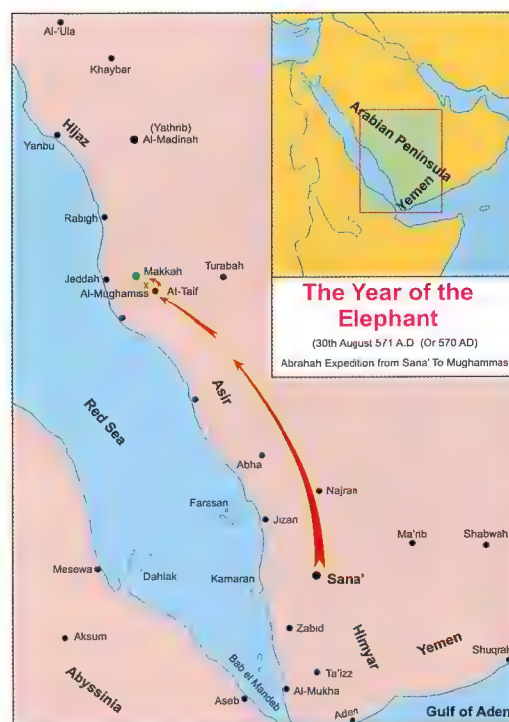 Al-'Ula
Khayber
Hijaz
(Yathrib)
Al-Madinah
Yanbu
Rabigh
Jeddah
Makkah
Al-Mughamiss
At-Taif
Turabah
Arabian Peninsula
Yemen
The Year of the
Elephant
(30th August 571 A.D (Or 570 AD)
Abrahah Expedition from Sana' To Mughammas
Red Sea
Asir
Abha
Najran
Farasan
Jizan
Ma'rib
Shabwah
Mesewa
Dahlak
Kamaran
Sana'
Aksum
Zabid
Himyar
Yemen
Shuqrah
Abyssinia
Bab el Mandeb
Ta'izz
Aseb
Al-Mukha
Aden
Gulf of Aden